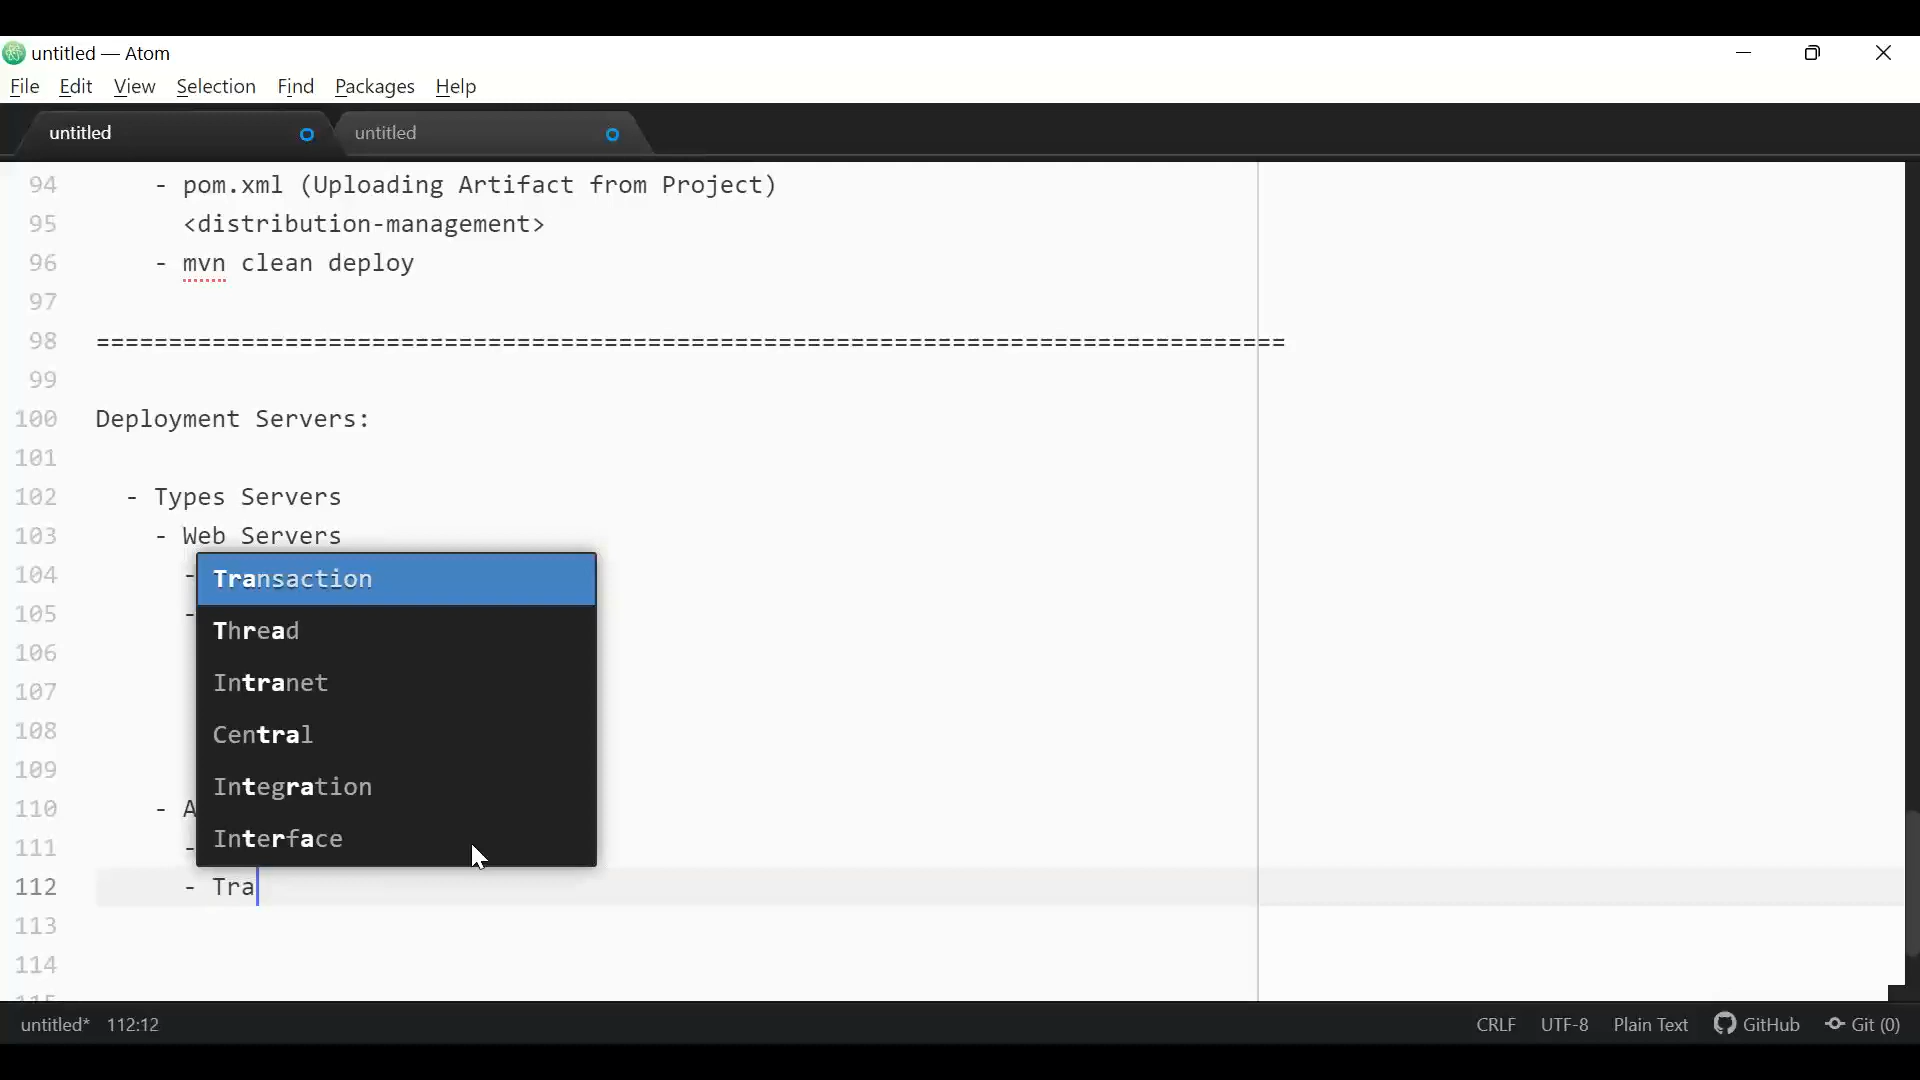 untitled — Atom
File Edit View Selection Find Packages Help
untitled untitled
94 - pom.xml (Uploading Artifact from Project)
95 <distribution-management>
96 - mvn clean deploy
97
98 ==================================================================================
99
100 Deployment Servers:
101
102 - Types Servers
103 - Web Servers
104 -
Transaction
105 -
Thread
106
Intranet
107
108
Central
109
Integration
110 - A
111 -
Interface
112 - Tra
113
114
untitled* 112:12 CRLF UTF-8 Plain Text GitHub Git (0)